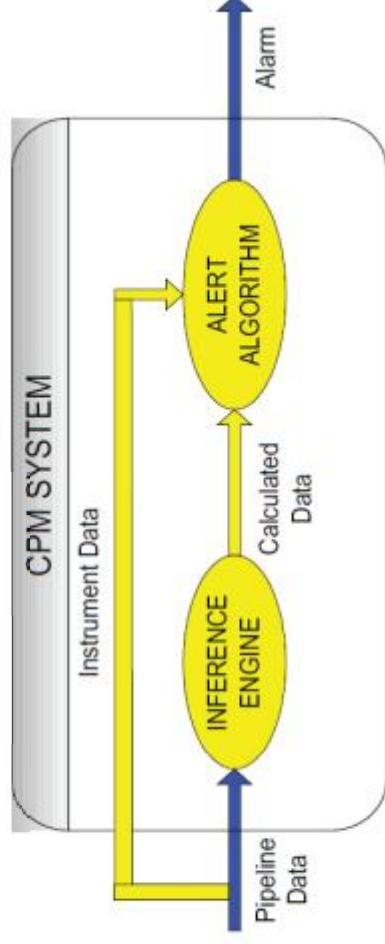 CPM SYSTEM
Instrument Data
Pipeline
Data
INFERENCE
ENGINE
Calculated
Data
ALERT
ALGORITHM
Alarm